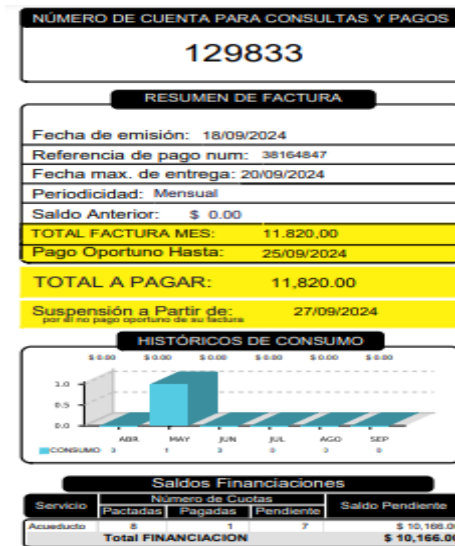 NÚMERO DE CUENTA PARA CONSULTAS Y PAGOS
129833
RESUMEN DE FACTURA
Fecha de emisión: 18/09/2024
Referencia de pago num: 38164847
Fecha max. de entrega: 20/09/2024
Periodicidad: Mensual
Saldo Anterior: $ 0.00
TOTAL FACTURA MES: 11.820,00
Pago Oportuno Hasta: 25/09/2024
TOTAL A PAGAR: 11,820.00
Suspensión a Partir de: 27/09/2024
por el no pago oportuno de su factura
HISTÓRICOS DE CONSUMO
$ 0.00 $ 0.00 $ 0.00 $ 0.00 $ 0.00 $ 0.00
1.0
0.5
0.0
ABR MAY JUN JUL AGO SEP
CONSUMO 1
Saldos Financiaciones
Servicio Número de Cuotas Saldo Pendiente
Pactadas Pagadas Pendiente
Acueducto 8 1 7 $ 10,166.00
Total FINANCIACION $ 10,166.00